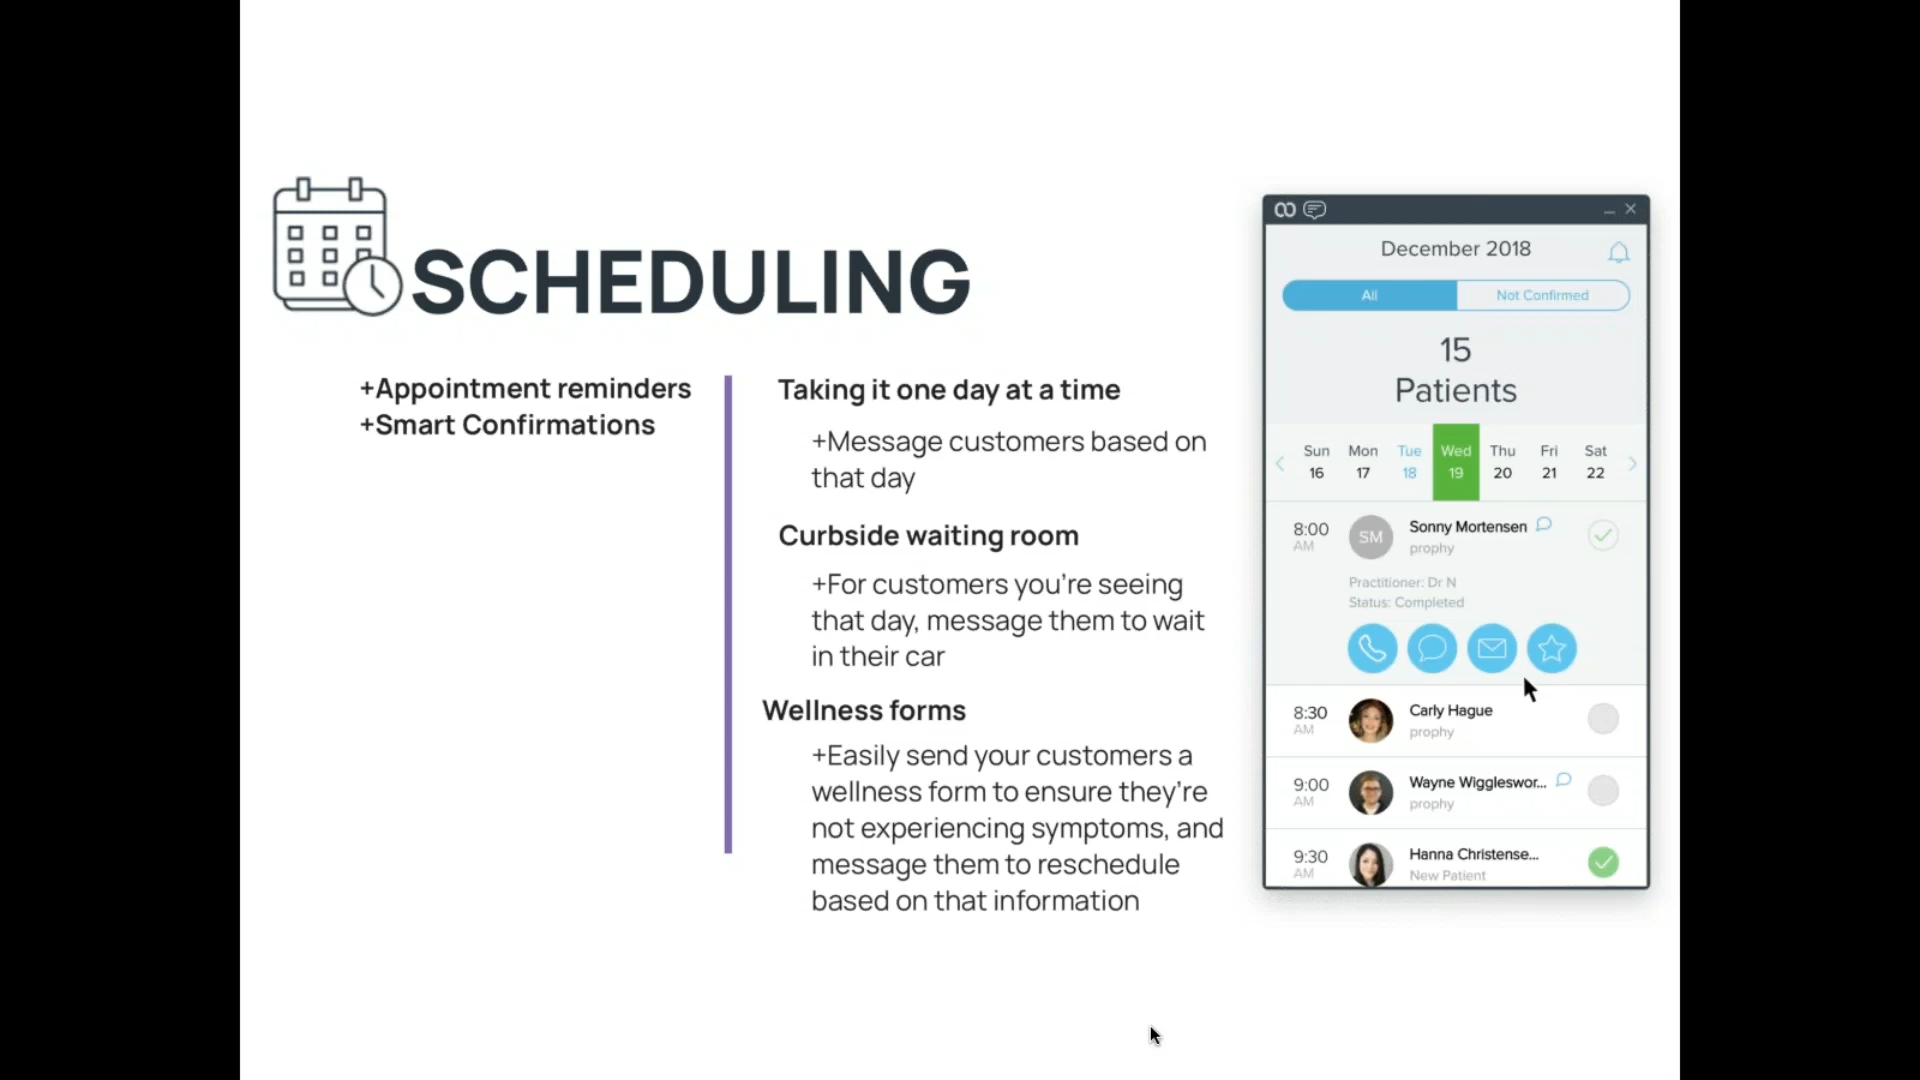 SCHEDULING
+Appointment reminders
+Smart Confirmations
Taking it one day at a time
+Message customers based on
that day
Curbside waiting room
+For customers you're seeing
that day, message them to wait
in their car
Wellness forms
+Easily send your customers a
wellness form to ensure they're
not experiencing symptoms, and
message them to reschedule
based on that information
December 2018
All Not Confirmed
15
Patients
Sun Mon Tue Wed Thu Fri Sat
16 17 18 19 20 21 22
8:00 AM
SM
Sonny Mortensen
prophy
Practitioner: Dr N
Status: Completed
8:30 AM
Carly Hague
prophy
9:00 AM
Wayne Wiggleswor...
prophy
9:30 AM
Hanna Christense...
New Patient